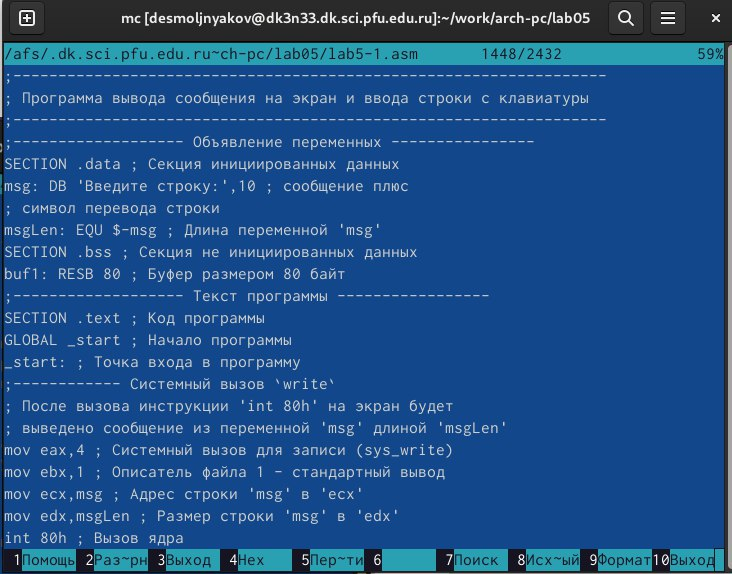 mc [desmoljnyakov@dk3n33.dk.sci.pfu.edu.ru]:~/work/arch-pc/lab05
/afs/.dk.sci.pfu.edu.ru~ch-pc/lab05/lab5-1.asm 1448/2432 59%
;---------------------------------------------------------------
; Программа вывода сообщения на экран и ввода строки с клавиатуры
;---------------------------------------------------------------
;------------------ Объявление переменных ---------------
SECTION .data ; Секция инициированных данных
msg: DB 'Введите строку:',10 ; сообщение плюс
; символ перевода строки
msgLen: EQU $-msg ; Длина переменной 'msg'
SECTION .bss ; Секция не инициированных данных
buf1: RESB 80 ; Буфер размером 80 байт
;------------------ Текст программы ----------------
SECTION .text ; Код программы
GLOBAL _start ; Начало программы
_start: ; Точка входа в программу
;------------ Системный вызов `write`
; После вызова инструкции 'int 80h' на экран будет
; выведено сообщение из переменной 'msg' длиной 'msgLen'
mov eax,4 ; Системный вызов для записи (sys_write)
mov ebx,1 ; Описатель файла 1 - стандартный вывод
mov ecx,msg ; Адрес строки 'msg' в 'ecx'
mov edx,msgLen ; Размер строки 'msg' в 'edx'
int 80h ; Вызов ядра
1Помощь 2Раз~рн 3Выход 4Hex 5Пер~ти 6 7Поиск 8Исх~ый 9Формат 10Выход